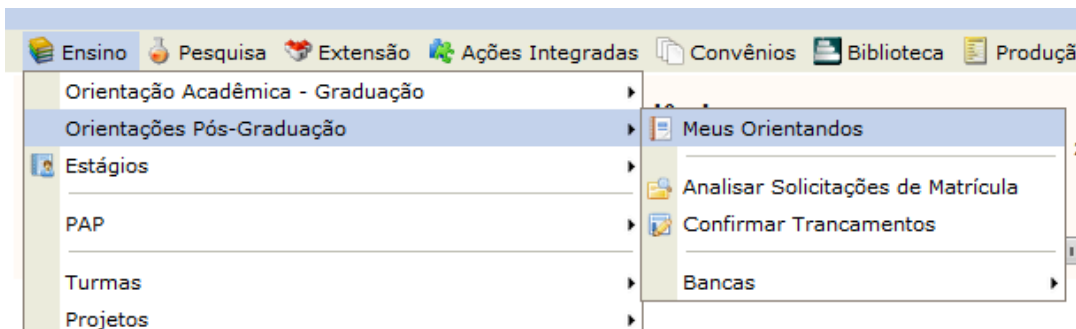 Ensino Pesquisa Extensão Ações Integradas Convênios Biblioteca
Orientação Acadêmica - Graduação
Orientações Pós-Graduação
Estágios
PAP
Turmas
Projetos
Meus Orientandos
Analisar Solicitações de Matrícula
Confirmar Trancamentos
Bancas